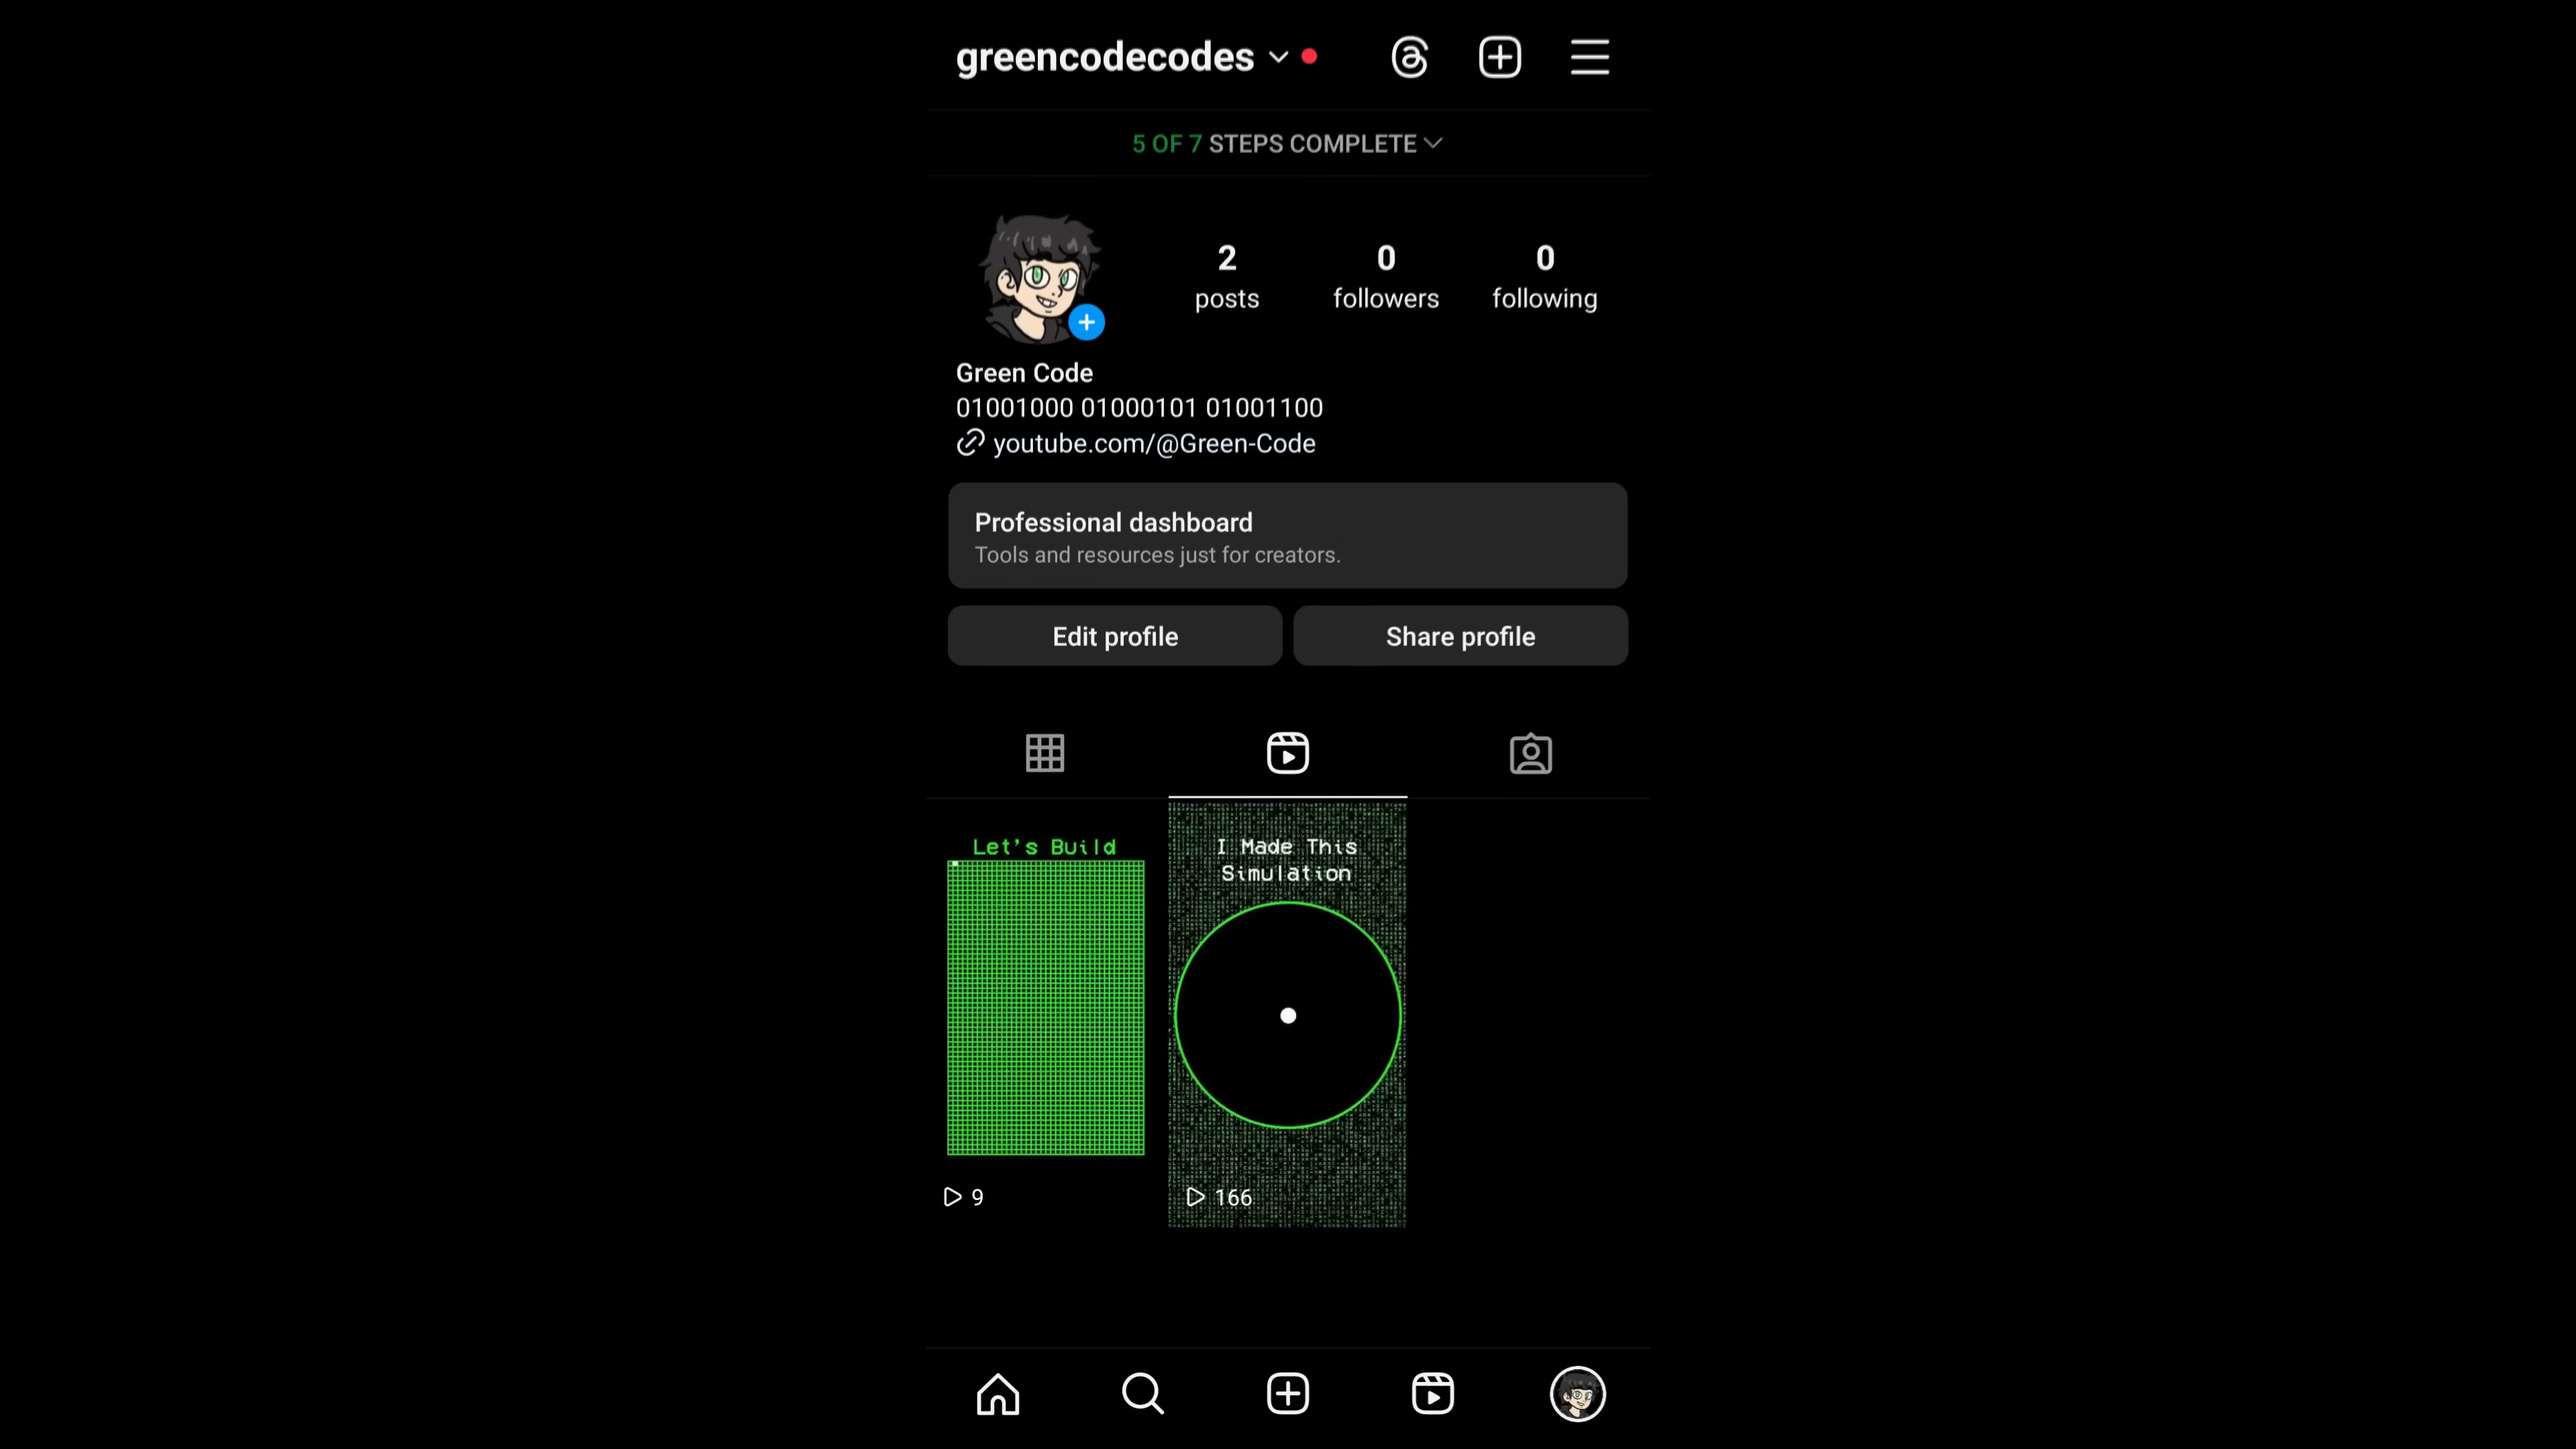 greencodecodes
5 OF 7 STEPS COMPLETE
2 0 0
posts followers following
Green Code
01001000 01000101 01001100
youtube.com/@Green-Code
Professional dashboard
Tools and resources just for creators.
Edit profile Share profile
Let's Build
I Made This
Simulation
9 166